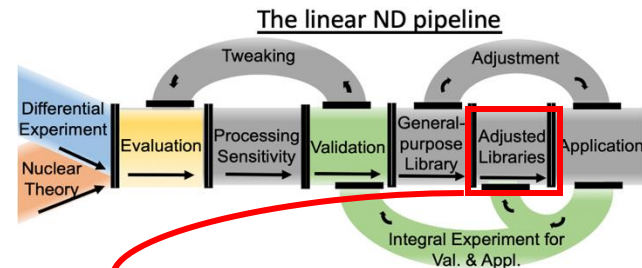 The linear ND pipeline
Tweaking
Adjustment
Differential
Experiment
Nuclear
Theory
Evaluation
Processing
Sensitivity
Validation
General-
purpose
Library
Adjusted
Libraries
Application
Integral Experiment for
Val. & Appl.